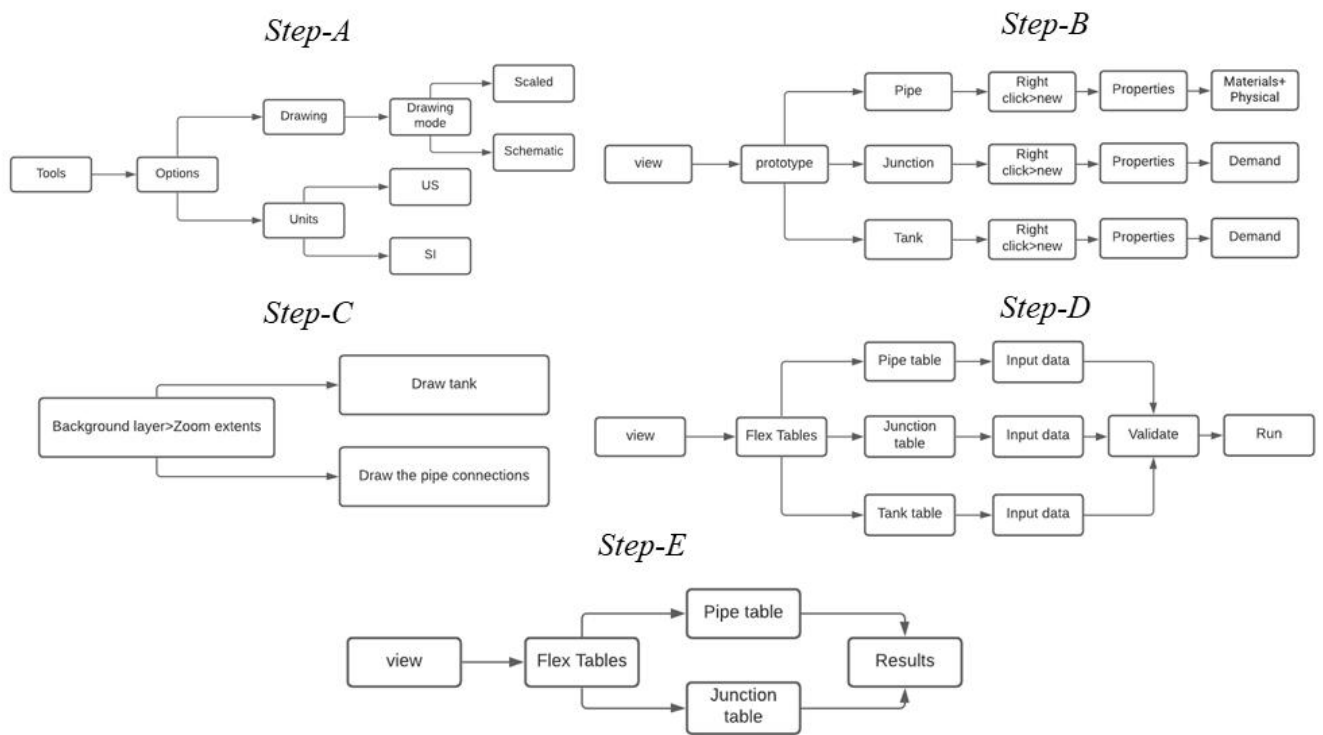 Step-A
Tools
Options
Drawing
Drawing
mode
Scaled
Schematic
Units
US
SI
Step-B
view
prototype
Pipe
Right
click>new
Properties
Materials+
Physical
Junction
Right
click>new
Properties
Demand
Tank
Right
click>new
Properties
Demand
Step-C
Background layer>Zoom extents
Draw tank
Draw the pipe connections
Step-D
view
Flex Tables
Pipe table
Input data
Junction
table
Input data
Tank table
Input data
Validate
Run
Step-E
view
Flex Tables
Pipe table
Junction
table
Results